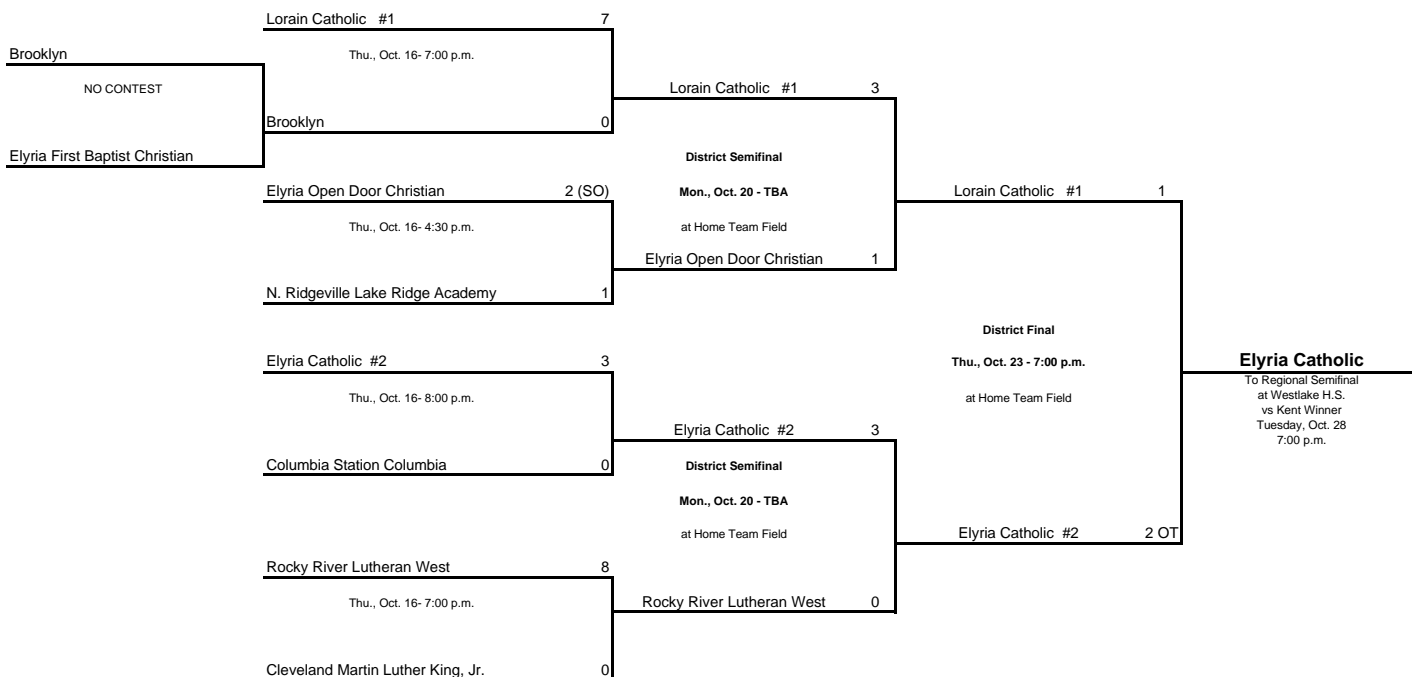 Lorain Catholic #1 7
Brooklyn
Thu., Oct. 16- 7:00 p.m.
NO CONTEST
Lorain Catholic #1 3
Brooklyn 0
Elyria First Baptist Christian
District Semifinal
Elyria Open Door Christian 2 (SO)
Mon., Oct. 20 - TBA
Lorain Catholic #1 1
Thu., Oct. 16- 4:30 p.m.
at Home Team Field
Elyria Open Door Christian 1
N. Ridgeville Lake Ridge Academy 1
District Final
Elyria Catholic #2 3
Thu., Oct. 23 - 7:00 p.m.
Elyria Catholic
To Regional Semifinal
at Westlake H.S.
vs Kent Winner
Tuesday, Oct. 28
7:00 p.m.
Thu., Oct. 16- 8:00 p.m.
at Home Team Field
Elyria Catholic #2 3
Columbia Station Columbia 0
District Semifinal
Mon., Oct. 20 - TBA
at Home Team Field
Elyria Catholic #2 2 OT
Rocky River Lutheran West 8
Thu., Oct. 16- 7:00 p.m.
Rocky River Lutheran West 0
Cleveland Martin Luther King, Jr. 0